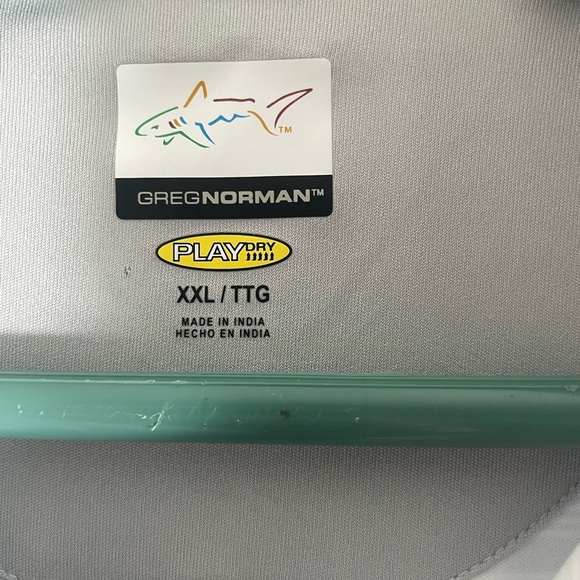 TM
GREGNORMAN™
PLAYDRY
XXL / TTG
MADE IN INDIA
HECHO EN INDIA